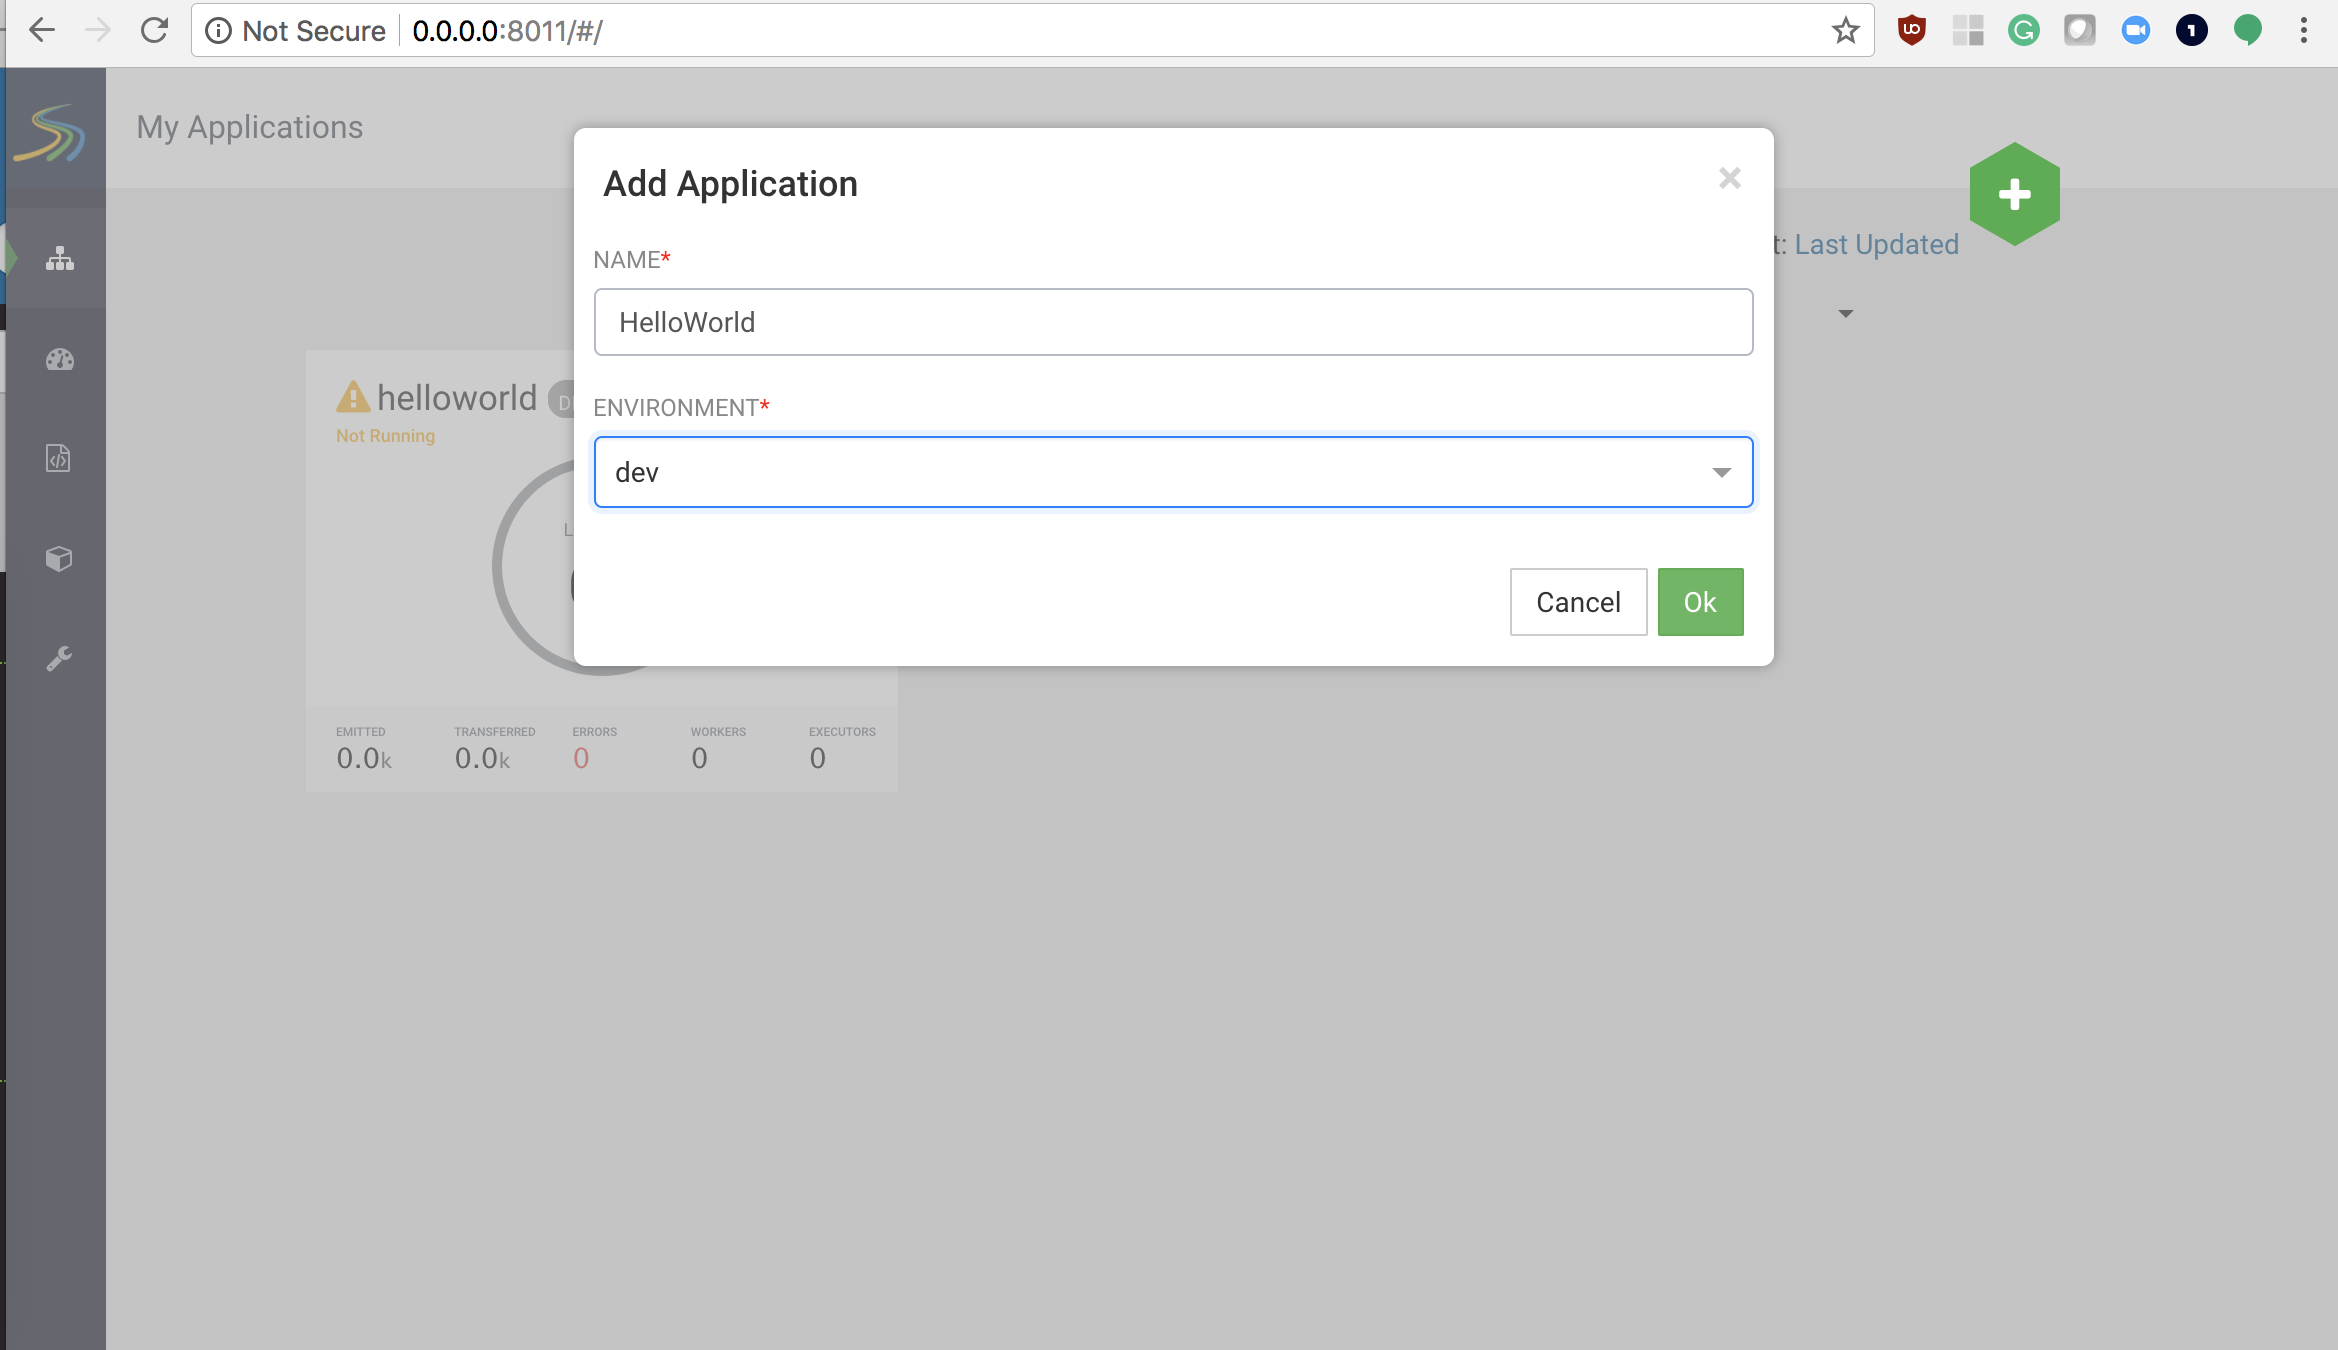 Not Secure 0.0.0.0:8011/#/
My Applications
Add Application
NAME*
HelloWorld
ENVIRONMENT*
dev
Cancel Ok
t: Last Updated
helloworld
Not Running
EMITTED TRANSFERRED ERRORS WORKERS EXECUTORS
0.0k 0.0k 0 0 0